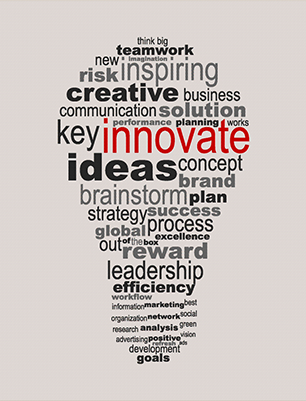 think big
teamwork
new imagination
risk inspiring
creative business
communication solution
performance planning works
key innovate
ideas concept
brand
brainstorm plan
strategy success
global process
excellence
out of the box
reward
leadership
efficiency
workflow
information marketing best
organization network social
research analysis green
advertising positive vision
refresh ads
development
goals